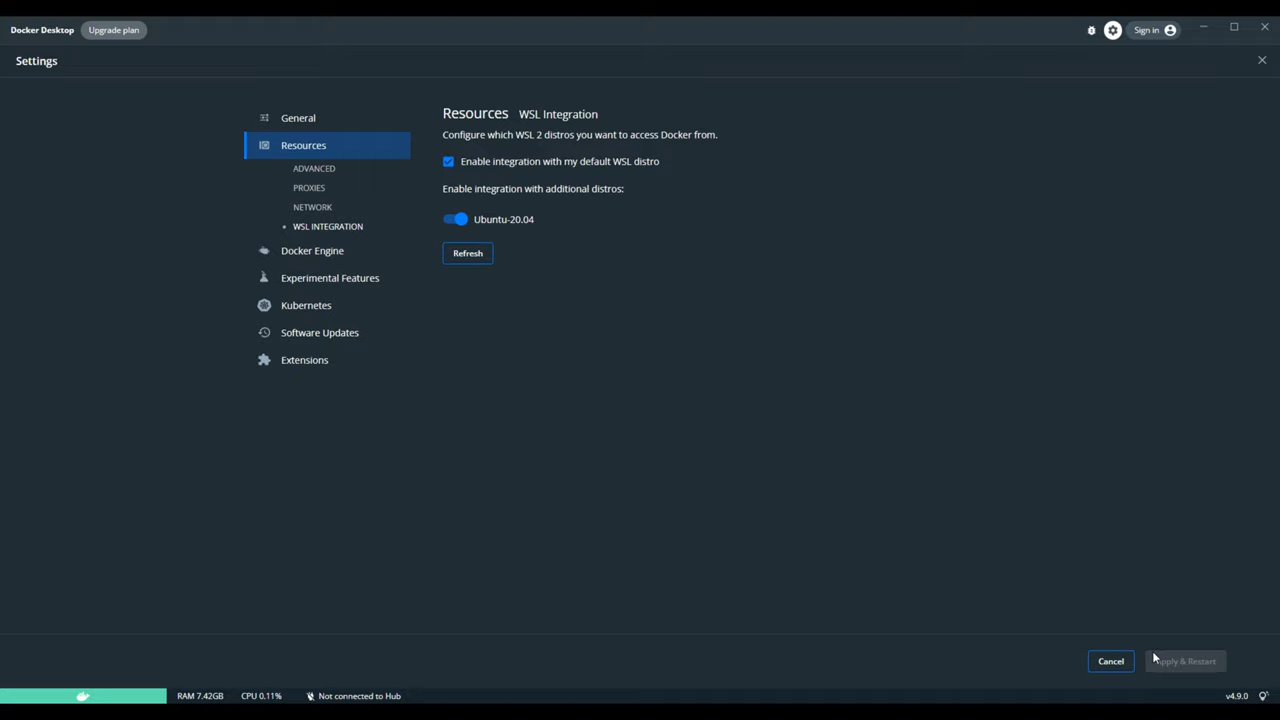 Docker Desktop Upgrade plan Sign in
Settings
General
Resources
ADVANCED
PROXIES
NETWORK
WSL INTEGRATION
Docker Engine
Experimental Features
Kubernetes
Software Updates
Extensions
Resources WSL Integration
Configure which WSL 2 distros you want to access Docker from.
Enable integration with my default WSL distro
Enable integration with additional distros:
Ubuntu-20.04
Refresh
Cancel Apply & Restart
RAM 7.42GB CPU 0.11% Not connected to Hub v4.9.0